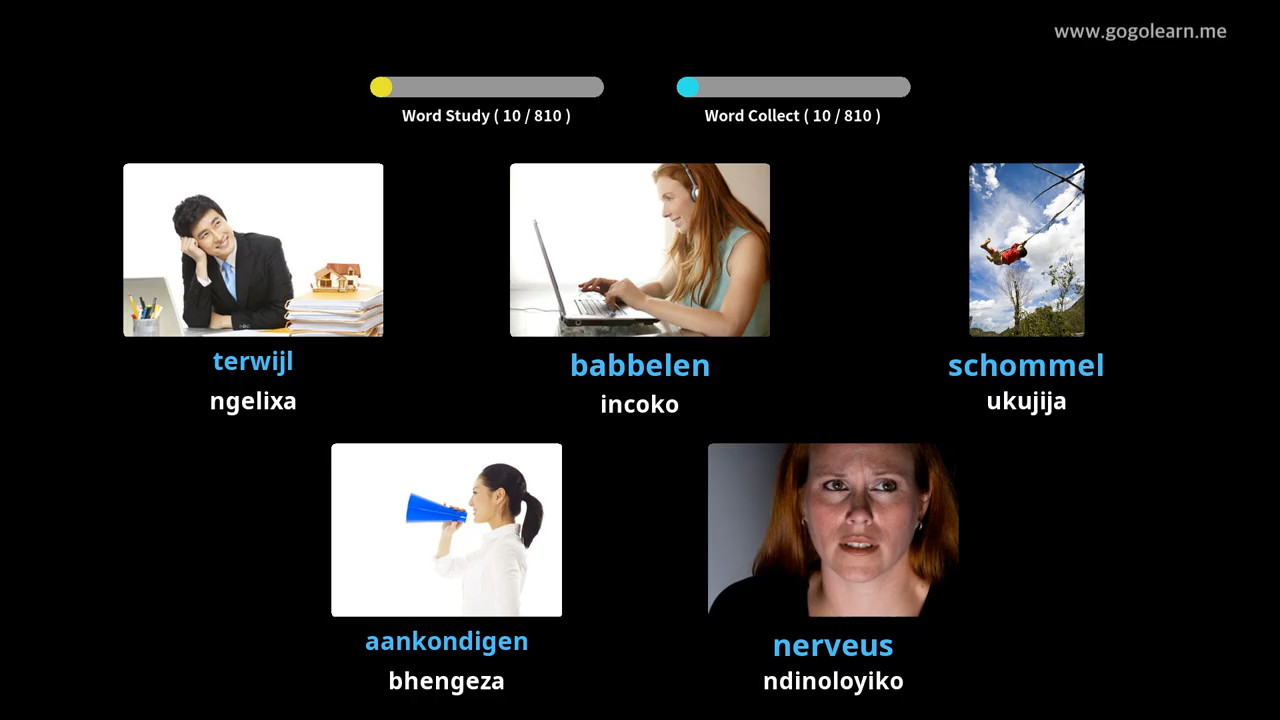 www.gogolearn.me
Word Study ( 10 / 810 )
Word Collect ( 10 / 810 )
terwijl
ngelixa
babbelen
incoko
schommel
ukujija
aankondigen
bhengeza
nerveus
ndinoloyiko